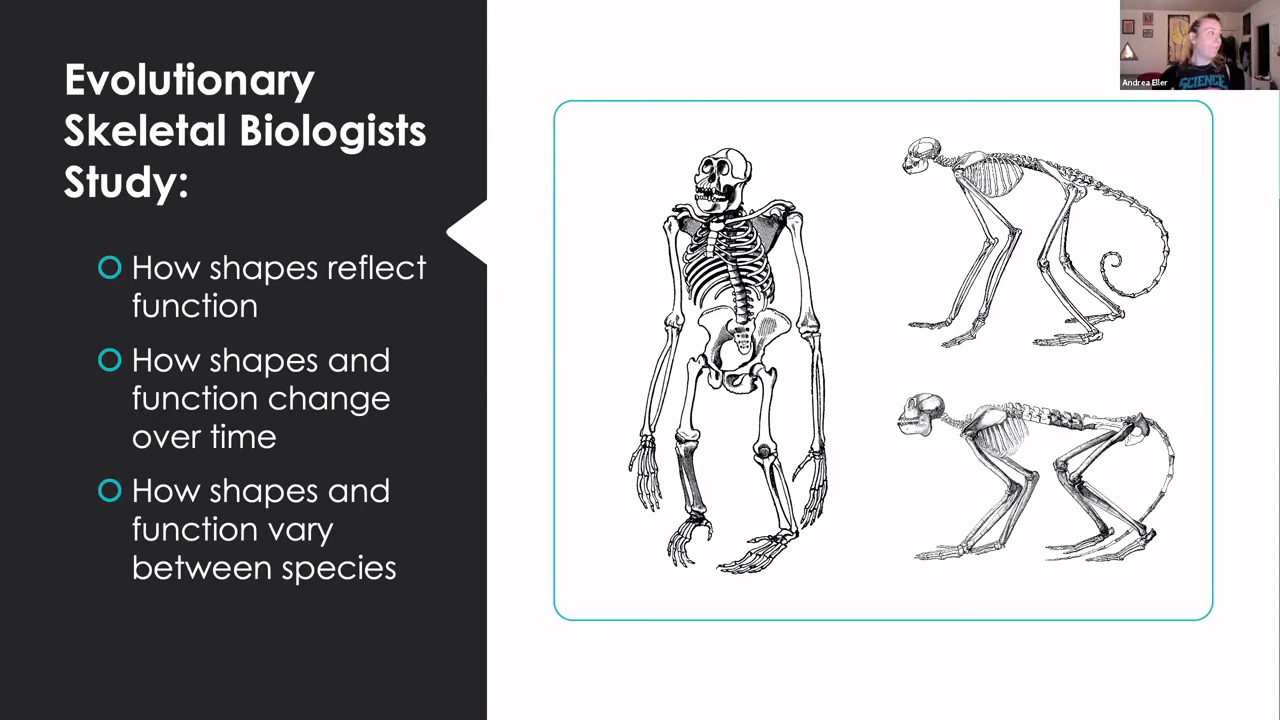 Evolutionary
Skeletal Biologists
Study:
How shapes reflect
function
How shapes and
function change
over time
How shapes and
function vary
between species
Andrea Eller
SCIENCE